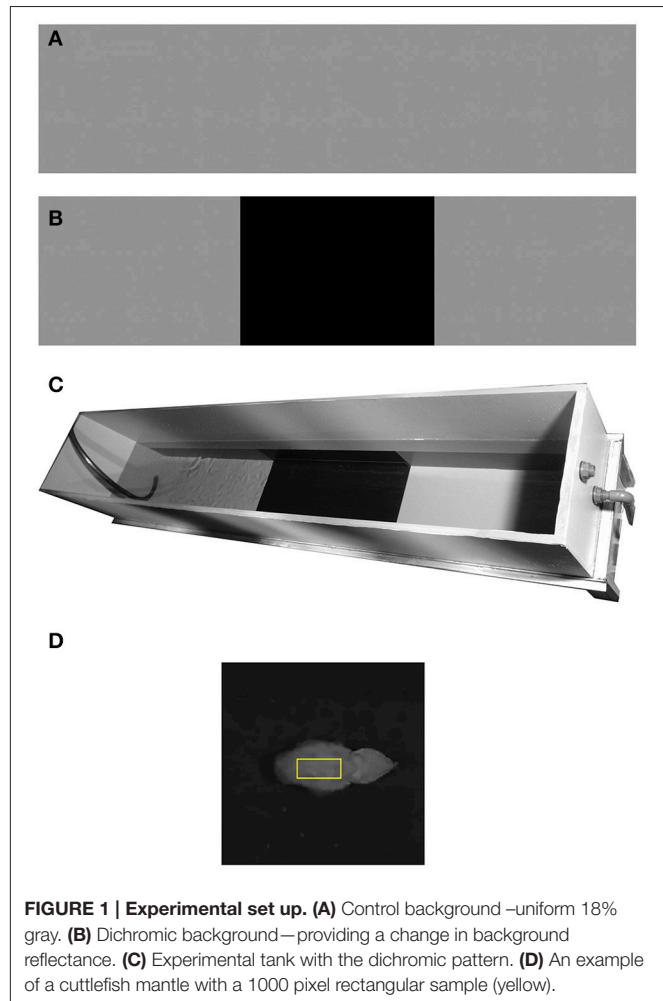 A
B
C
D
FIGURE 1 | Experimental set up. (A) Control background –uniform 18%
gray. (B) Dichromic background—providing a change in background
reflectance. (C) Experimental tank with the dichromic pattern. (D) An example
of a cuttlefish mantle with a 1000 pixel rectangular sample (yellow).